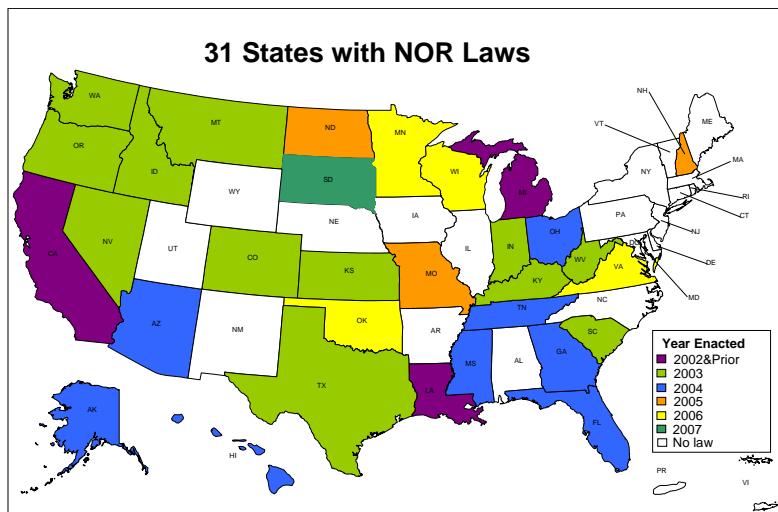 31 States with NOR Laws
NH
WA
MT
ND
MN
VT
ME
OR
ID
SD
WI
MI
NY
MA
WY
RI
IA
PA
CT
NE
NJ
NV
UT
IL
IN
OH
DE
CA
CO
KS
MO
WV
VA
DC
MD
KY
NC
TN
AZ
NM
OK
AR
SC
MS
AL
GA
TX
LA
FL
AK
HI
PR
VI
Year Enacted
2002&Prior
2003
2004
2005
2006
2007
No law